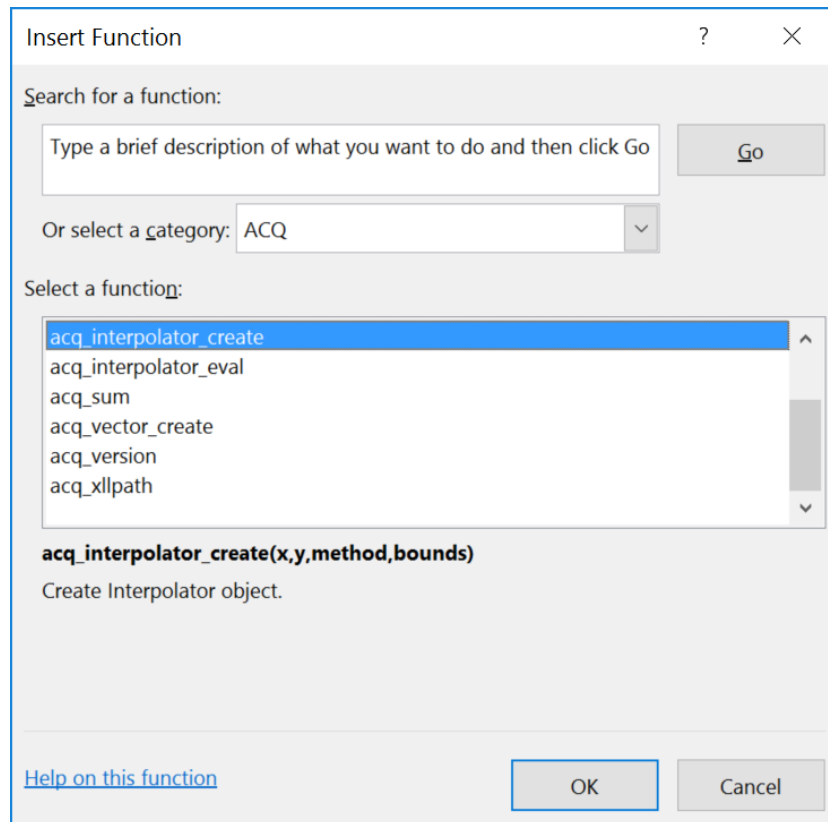 Insert Function
?
Search for a function:
Type a brief description of what you want to do and then click Go
Go
Or select a category: ACQ
Select a function:
acq_interpolator_create
acq_interpolator_eval
acq_sum
acq_vector_create
acq_version
acq_xllpath
acq_interpolator_create(x,y,method,bounds)
Create Interpolator object.
Help on this function
OK
Cancel